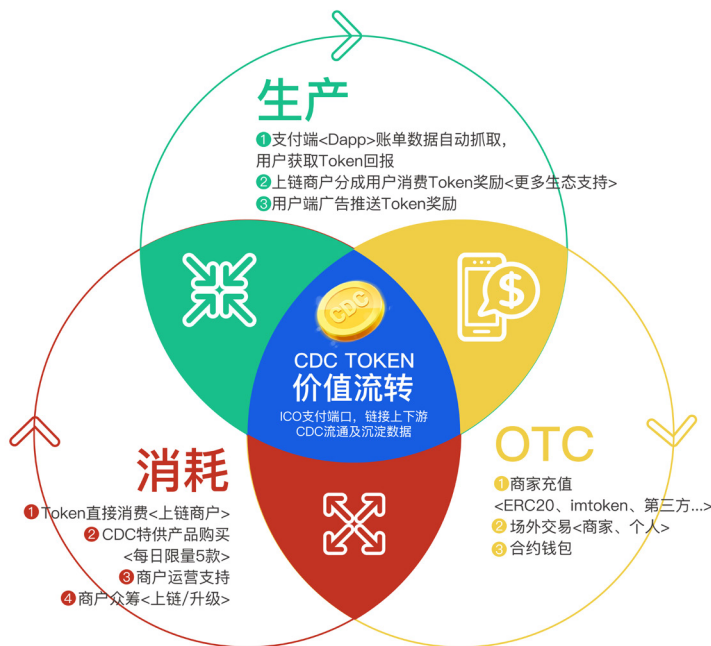 生产
❶支付端<Dapp>账单数据自动抓取，
用户获取Token回报
❷上链商户分成用户消费Token奖励<更多生态支持>
❸用户端广告推送Token奖励
$
CDC
CDC TOKEN
价值流转
ICO支付端口，链接上下游
CDC流通及沉淀数据
消耗
❶Token直接消费<上链商户>
❷CDC特供产品购买
<每日限量5款>
❸商户运营支持
❹商户众筹<上链/升级>
OTC
①商家充值
<ERC20、imtoken、第三方...>
②场外交易<商家、个人>
③合约钱包